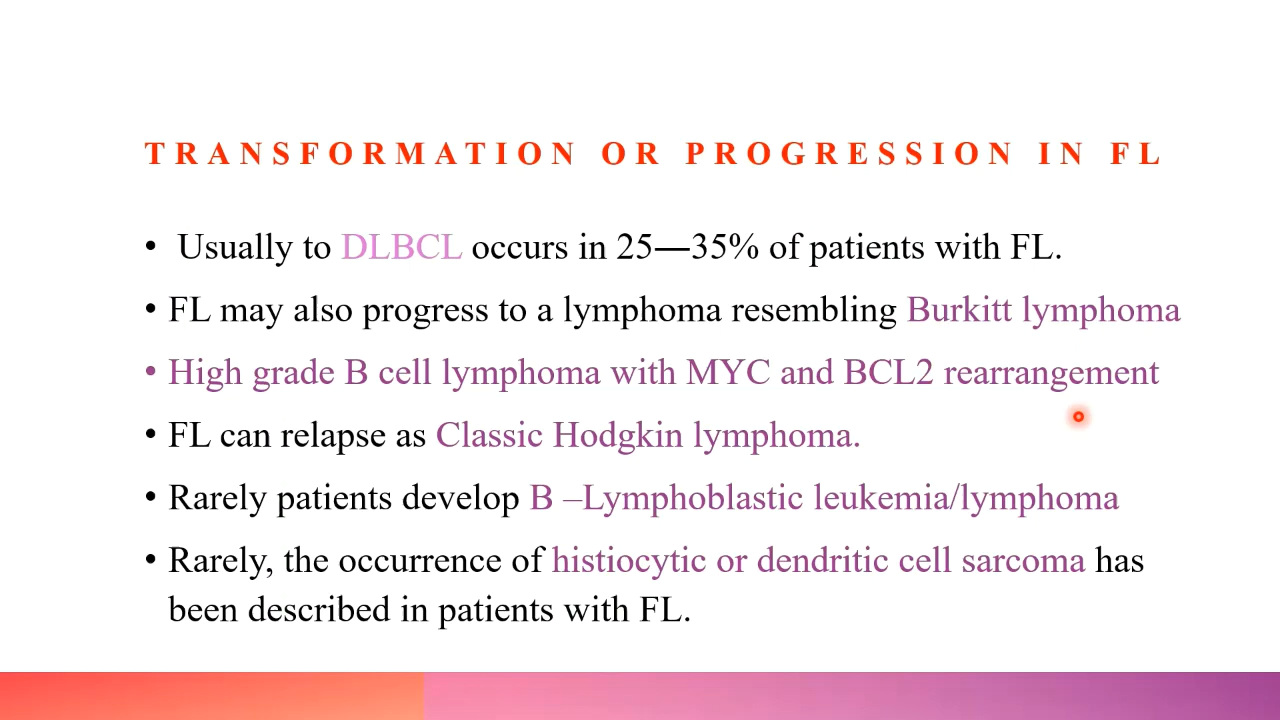 TRANSFORMATION OR PROGRESSION IN FL
• Usually to DLBCL occurs in 25—35% of patients with FL.
• FL may also progress to a lymphoma resembling Burkitt lymphoma
• High grade B cell lymphoma with MYC and BCL2 rearrangement
• FL can relapse as Classic Hodgkin lymphoma.
• Rarely patients develop B –Lymphoblastic leukemia/lymphoma
• Rarely, the occurrence of histiocytic or dendritic cell sarcoma has
been described in patients with FL.